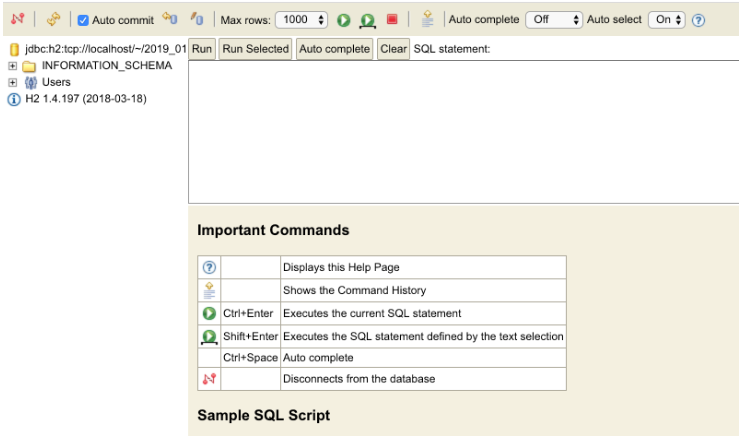 Auto commit Max rows: 1000 Auto complete Off Auto select On ?
jdbc:h2:tcp://localhost/~/2019_01 Run Run Selected Auto complete Clear SQL statement:
INFORMATION_SCHEMA
Users
H2 1.4.197 (2018-03-18)
Important Commands
? Displays this Help Page
Shows the Command History
Ctrl+Enter Executes the current SQL statement
Shift+Enter Executes the SQL statement defined by the text selection
Ctrl+Space Auto complete
Disconnects from the database
Sample SQL Script